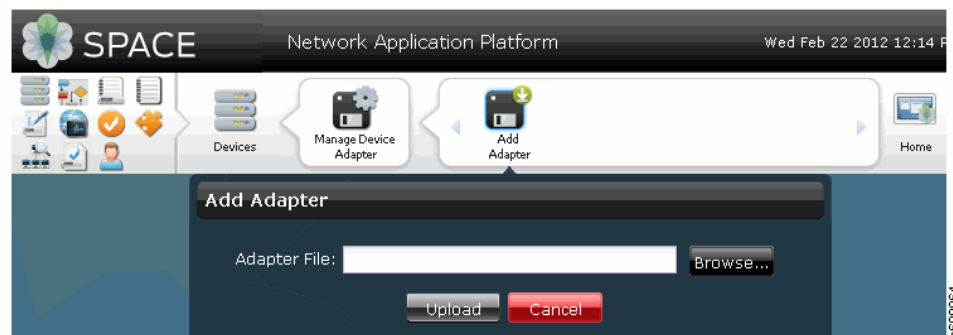 SPACE
Network Application Platform
Wed Feb 22 2012 12:14 P
Devices
Manage Device
Adapter
Add
Adapter
Home
Add Adapter
Adapter File:
Browse...
Upload
Cancel